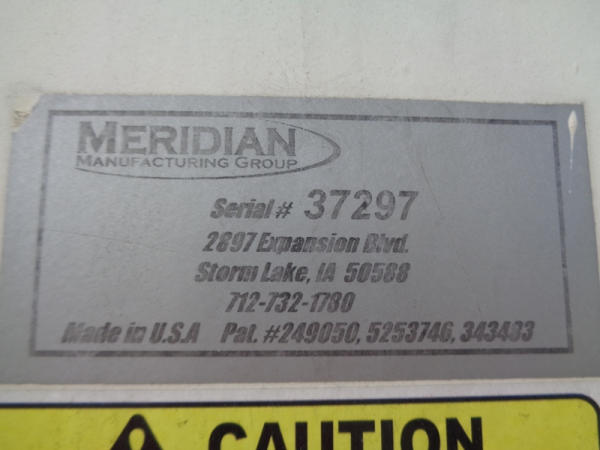 MERIDIAN
MANUFACTURING GROUP
Serial # 37297
2897 Expansion Blvd.
Storm Lake, IA 50588
712-732-1780
Made in U.S.A Pat. #249050, 5253746, 343483
CAUTION